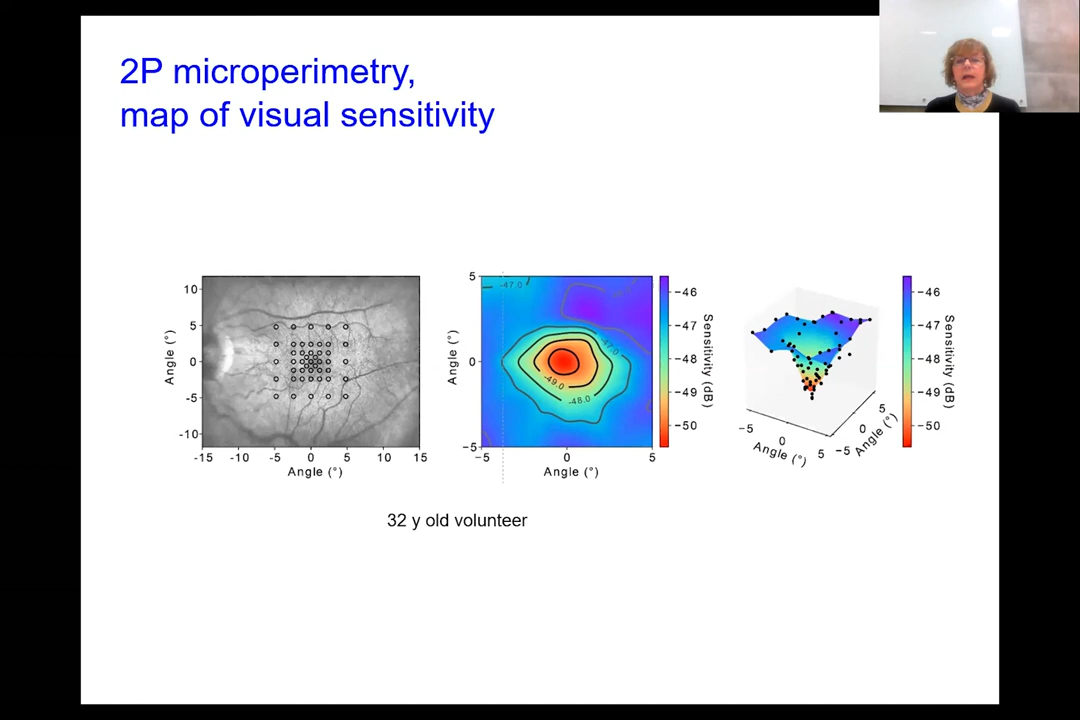 2P microperimetry,
map of visual sensitivity
10
5
0
-5
-10
-15 -10 -5 0 5 10 15
Angle (°)
Angle (°)
5
0
-5
-5 0 5
Angle (°)
Angle (°)
-47.0
-47.0
-49.0
-48.0
-46
-47
-48
-49
-50
Sensitivity (dB)
-5 0 5
Angle (°)
-5 0 5
Angle (°)
-46
-47
-48
-49
-50
Sensitivity (dB)
32 y old volunteer